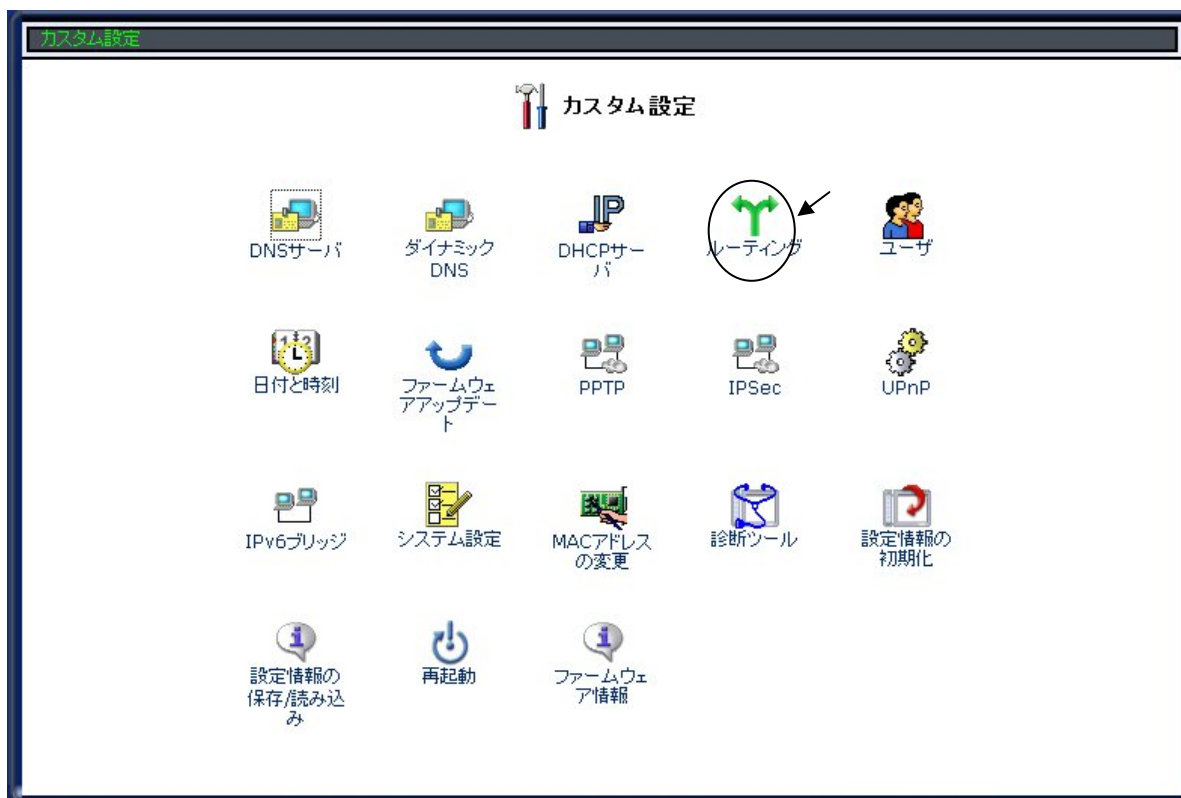 カスタム設定
カスタム設定
DNSサーバ
ダイナミック
DNS
DHCPサー
バ
ルーティング
ユーザ
日付と時刻
ファームウェ
アアップデー
ト
PPTP
IPSec
UPnP
IPv6ブリッジ
システム設定
MACアドレス
の変更
診断ツール
設定情報の
初期化
設定情報の
保存/読み込
み
再起動
ファームウェ
ア情報